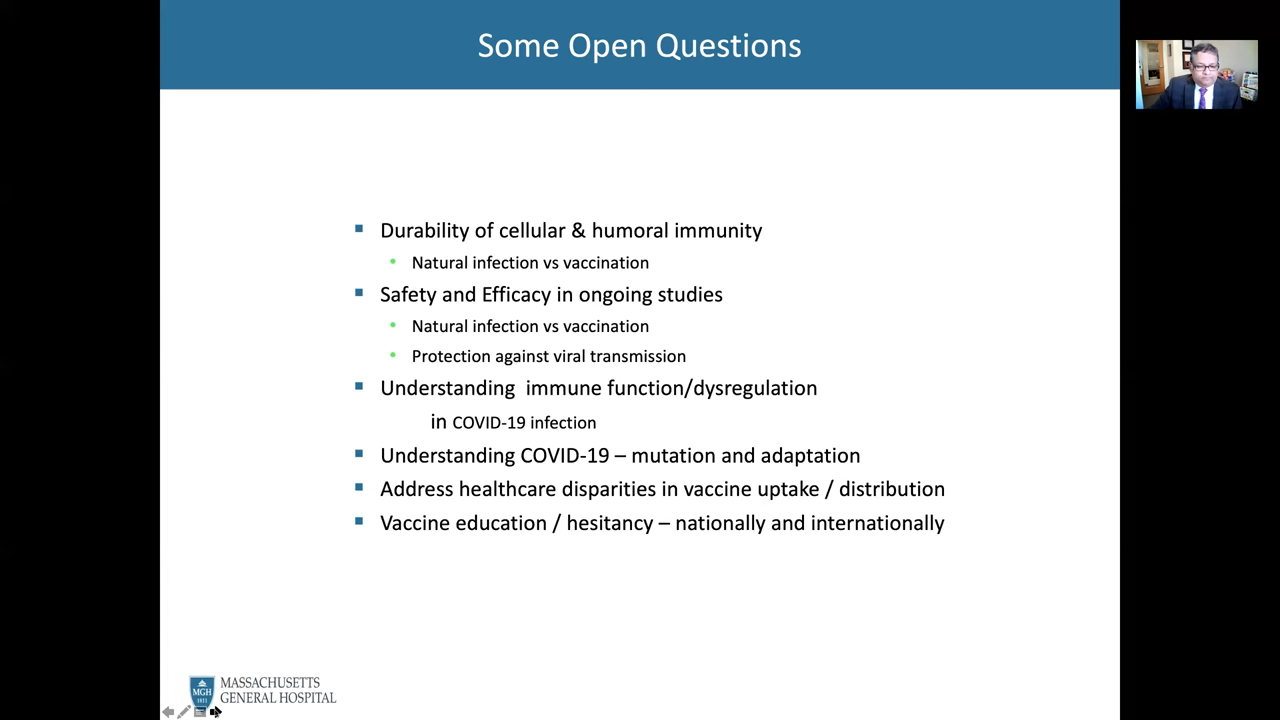 Some Open Questions
Durability of cellular & humoral immunity
Natural infection vs vaccination
Safety and Efficacy in ongoing studies
Natural infection vs vaccination
Protection against viral transmission
Understanding  immune function/dysregulation
in COVID-19 infection
Understanding COVID-19 – mutation and adaptation
Address healthcare disparities in vaccine uptake / distribution
Vaccine education / hesitancy – nationally and internationally
MGH
1811
MASSACHUSETTS
GENERAL HOSPITAL